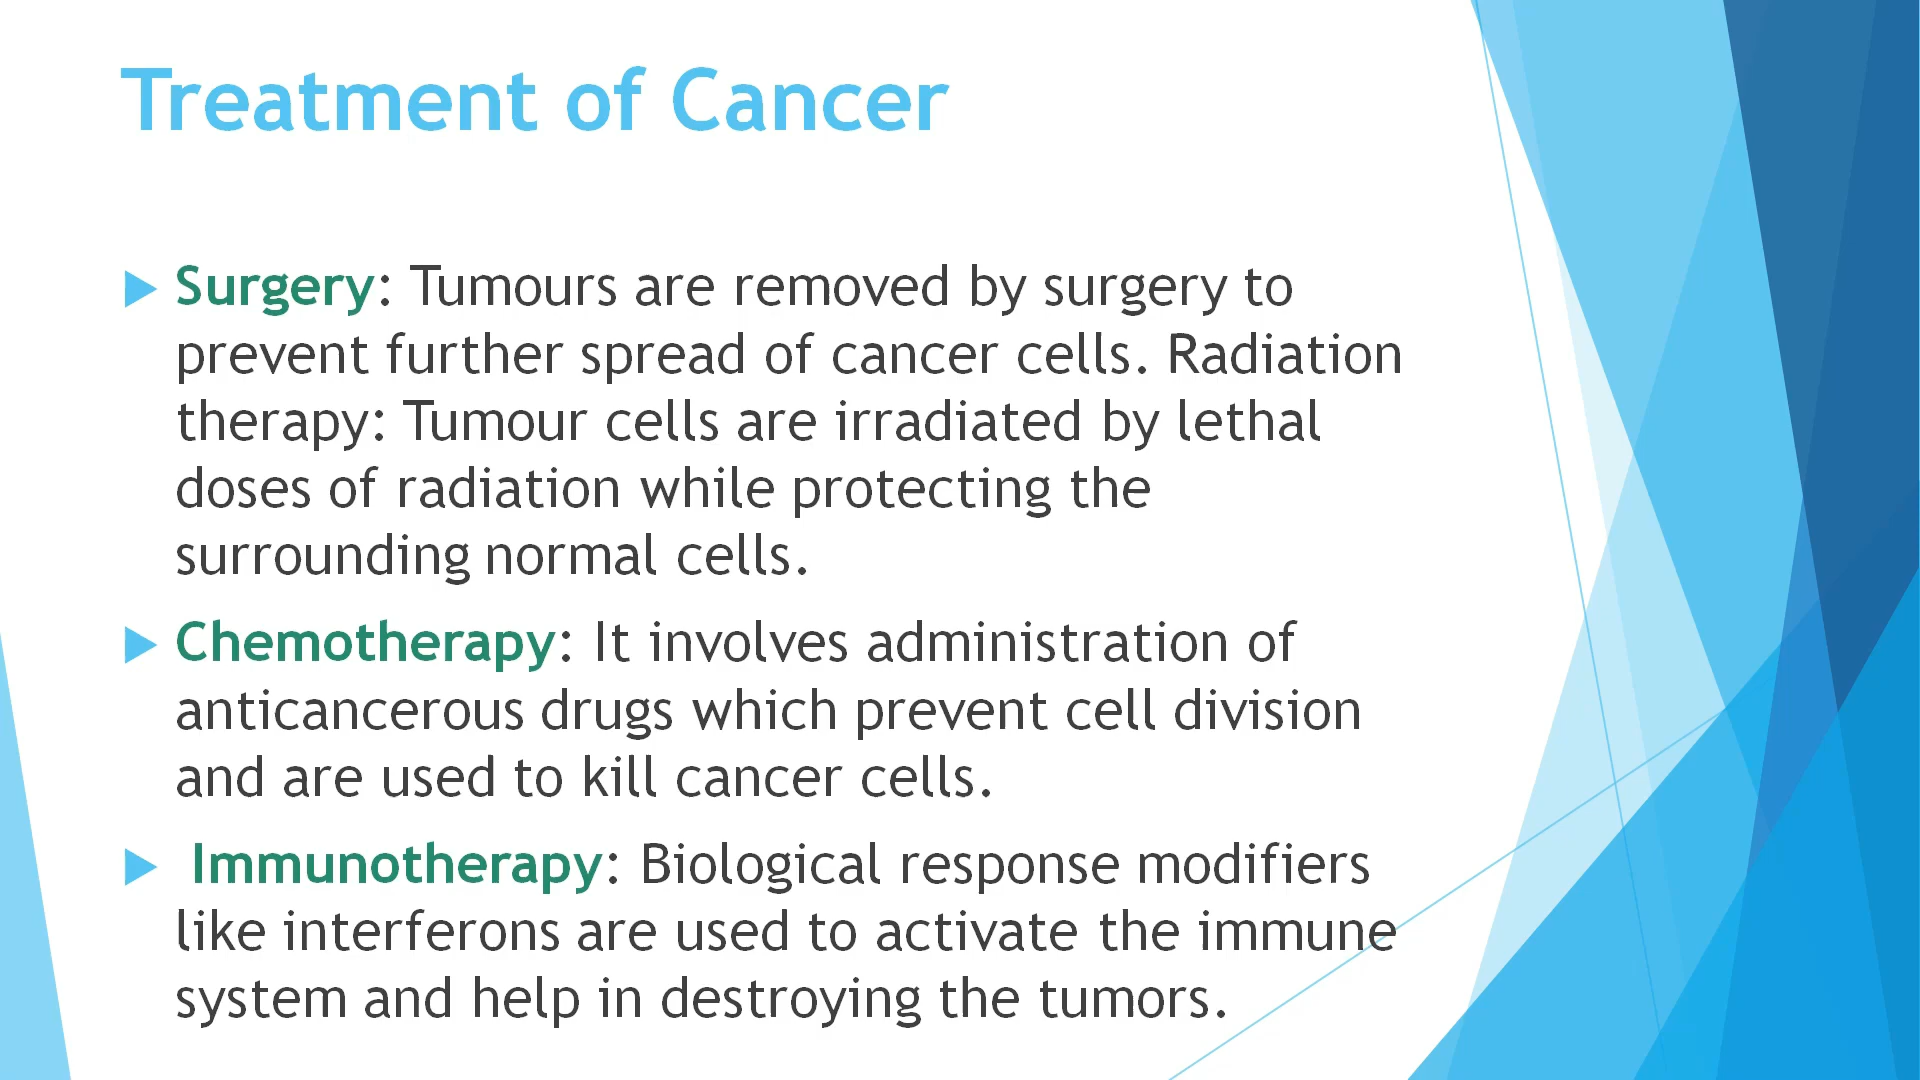 Treatment of Cancer
Surgery: Tumours are removed by surgery to
prevent further spread of cancer cells. Radiation
therapy: Tumour cells are irradiated by lethal
doses of radiation while protecting the
surrounding normal cells.
Chemotherapy: It involves administration of
anticancerous drugs which prevent cell division
and are used to kill cancer cells.
Immunotherapy: Biological response modifiers
like interferons are used to activate the immune
system and help in destroying the tumors.